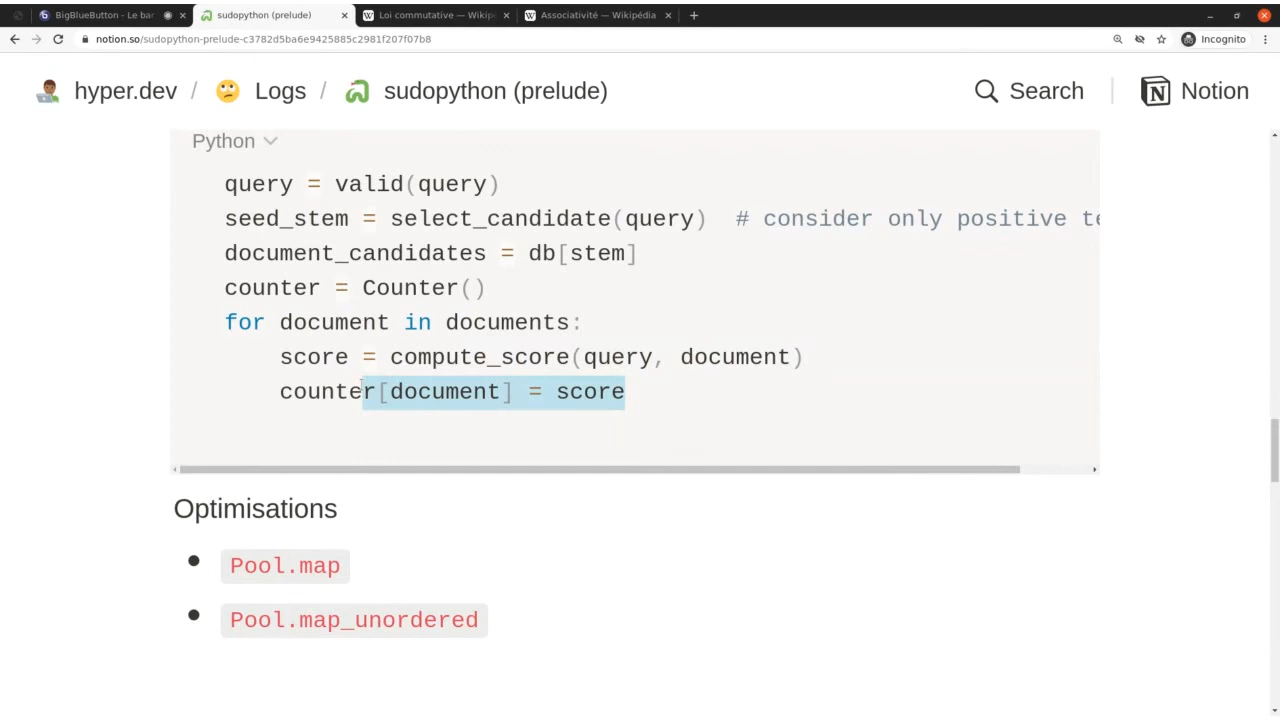 BigBlueButton - Le bar
sudopython (prelude)
Loi commutative — Wikip
Associativité — Wikipédia
notion.so/sudopython-prelude-c3782d5ba6e9425885c2981f207f07b8
Incognito
hyper.dev / Logs / sudopython (prelude)
Search
Notion
Python
query = valid(query)
seed_stem = select_candidate(query)  # consider only positive te
document_candidates = db[stem]
counter = Counter()
for document in documents:
    score = compute_score(query, document)
    counter[document] = score
Optimisations
Pool.map
Pool.map_unordered